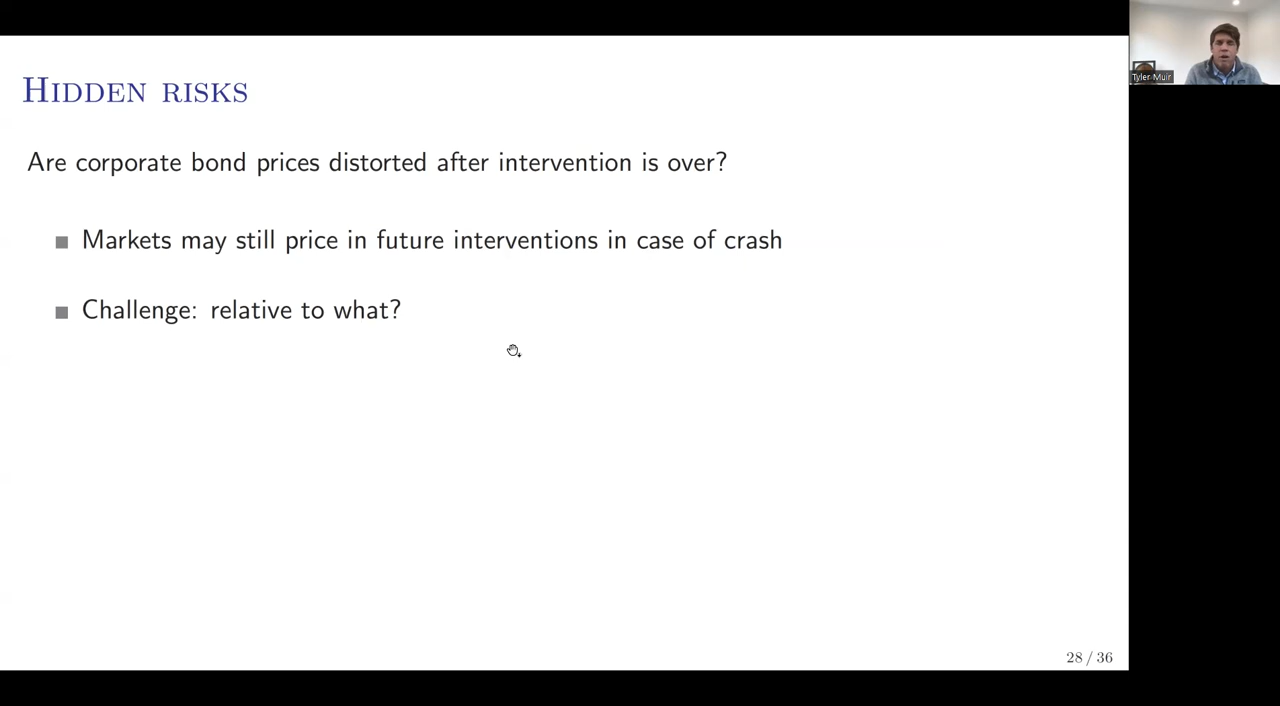 HIDDEN RISKS
Are corporate bond prices distorted after intervention is over?
Markets may still price in future interventions in case of crash
Challenge: relative to what?
28 / 36
Tyler Muir